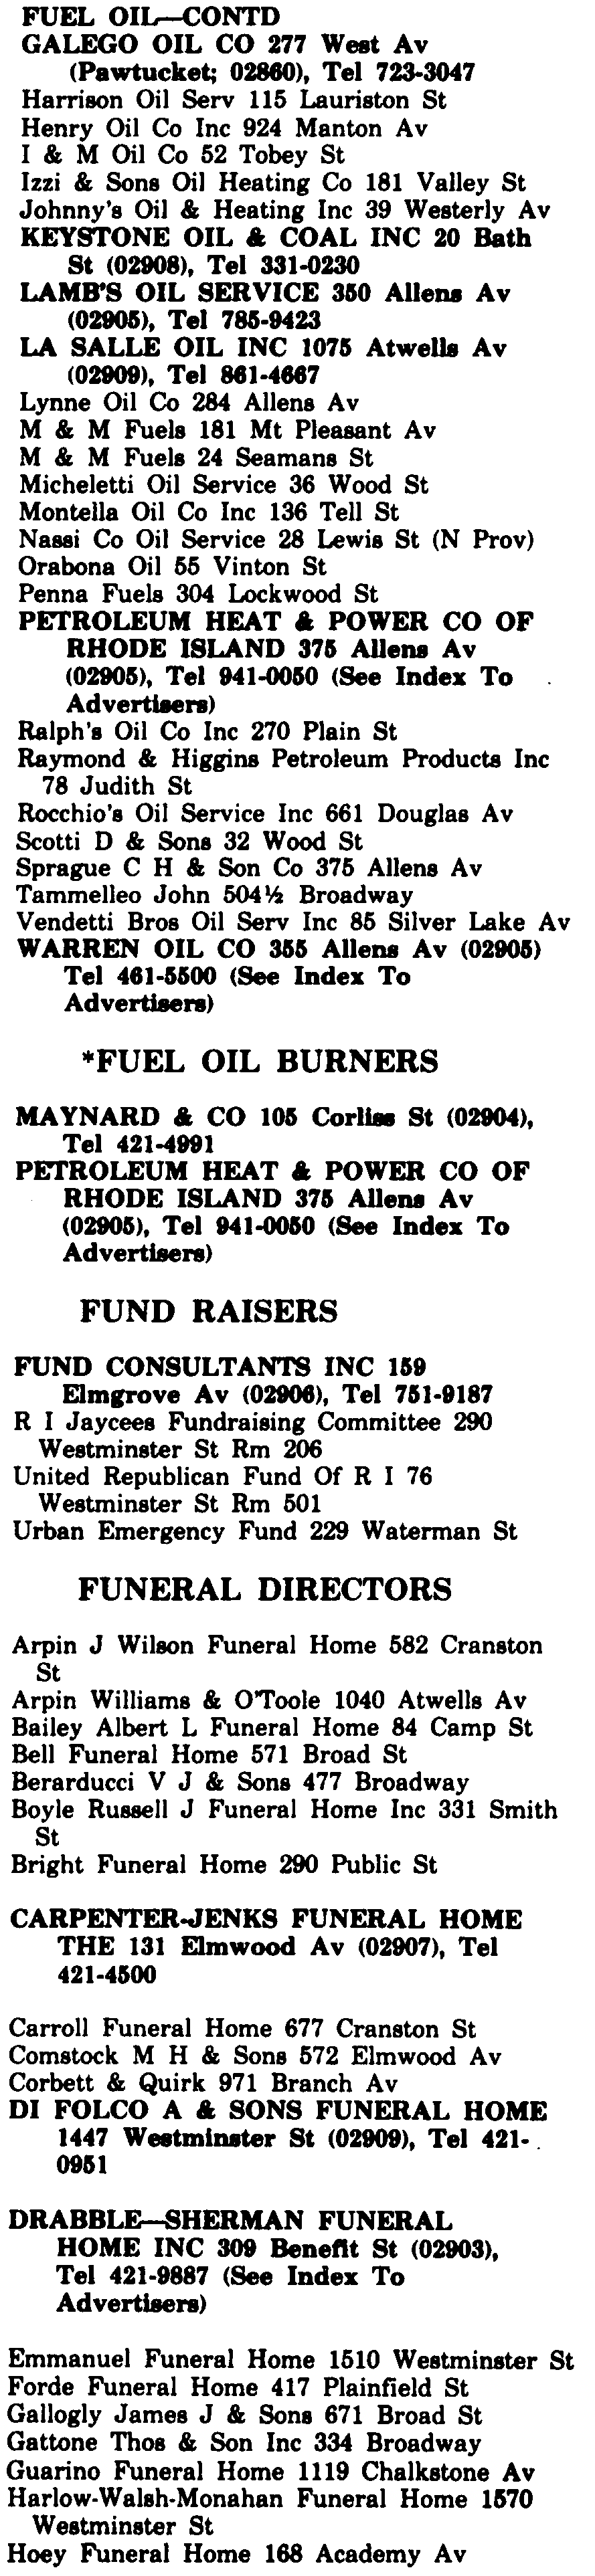 FUEL OIL—CONTD
GALEGO OIL CO 277 West Av
(Pawtucket; 02860), Tel 723-3047
Harrison Oil Serv 115 Lauriston St
Henry Oil Co Inc 924 Manton Av
I & M Oil Co 52 Tobey St
Izzi & Sons Oil Heating Co 181 Valley St
Johnny's Oil & Heating Inc 39 Westerly Av
KEYSTONE OIL & COAL INC 20 Bath
St (02908), Tel 331-0230
LAMB'S OIL SERVICE 350 Allens Av
(02905), Tel 785-9423
LA SALLE OIL INC 1075 Atwells Av
(02909), Tel 861-4667
Lynne Oil Co 284 Allens Av
M & M Fuels 181 Mt Pleasant Av
M & M Fuels 24 Seamans St
Micheletti Oil Service 36 Wood St
Montella Oil Co Inc 136 Tell St
Nassi Co Oil Service 28 Lewis St (N Prov)
Orabona Oil 55 Vinton St
Penna Fuels 304 Lockwood St
PETROLEUM HEAT & POWER CO OF
RHODE ISLAND 375 Allens Av
(02905), Tel 941-0050 (See Index To
Advertisers)
Ralph's Oil Co Inc 270 Plain St
Raymond & Higgins Petroleum Products Inc
78 Judith St
Rocchio's Oil Service Inc 661 Douglas Av
Scotti D & Sons 32 Wood St
Sprague C H & Son Co 375 Allens Av
Tammelleo John 504½ Broadway
Vendetti Bros Oil Serv Inc 85 Silver Lake Av
WARREN OIL CO 355 Allens Av (02905)
Tel 461-5500 (See Index To
Advertisers)
*FUEL OIL BURNERS
MAYNARD & CO 105 Corliss St (02904),
Tel 421-4991
PETROLEUM HEAT & POWER CO OF
RHODE ISLAND 375 Allens Av
(02905), Tel 941-0050 (See Index To
Advertisers)
FUND RAISERS
FUND CONSULTANTS INC 159
Elmgrove Av (02906), Tel 751-9187
R I Jaycees Fundraising Committee 290
Westminster St Rm 206
United Republican Fund Of R I 76
Westminster St Rm 501
Urban Emergency Fund 229 Waterman St
FUNERAL DIRECTORS
Arpin J Wilson Funeral Home 582 Cranston
St
Arpin Williams & O'Toole 1040 Atwells Av
Bailey Albert L Funeral Home 84 Camp St
Bell Funeral Home 571 Broad St
Berarducci V J & Sons 477 Broadway
Boyle Russell J Funeral Home Inc 331 Smith
St
Bright Funeral Home 290 Public St
CARPENTER-JENKS FUNERAL HOME
THE 131 Elmwood Av (02907), Tel
421-4500
Carroll Funeral Home 677 Cranston St
Comstock M H & Sons 572 Elmwood Av
Corbett & Quirk 971 Branch Av
DI FOLCO A & SONS FUNERAL HOME
1447 Westminster St (02909), Tel 421-
0951
DRABBLE—SHERMAN FUNERAL
HOME INC 309 Benefit St (02903),
Tel 421-9887 (See Index To
Advertisers)
Emmanuel Funeral Home 1510 Westminster St
Forde Funeral Home 417 Plainfield St
Gallogly James J & Sons 671 Broad St
Gattone Thos & Son Inc 334 Broadway
Guarino Funeral Home 1119 Chalkstone Av
Harlow-Walsh-Monahan Funeral Home 1570
Westminster St
Hoey Funeral Home 168 Academy Av